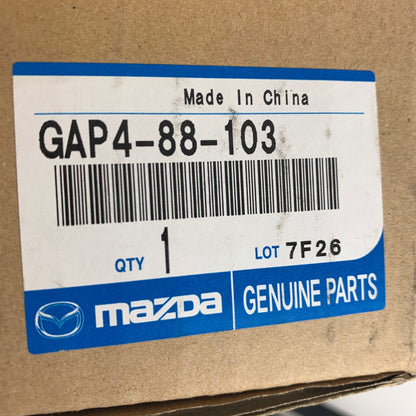 Made In China
GAP4-88-103
QTY 1 LOT 7F26
mazda GENUINE PARTS